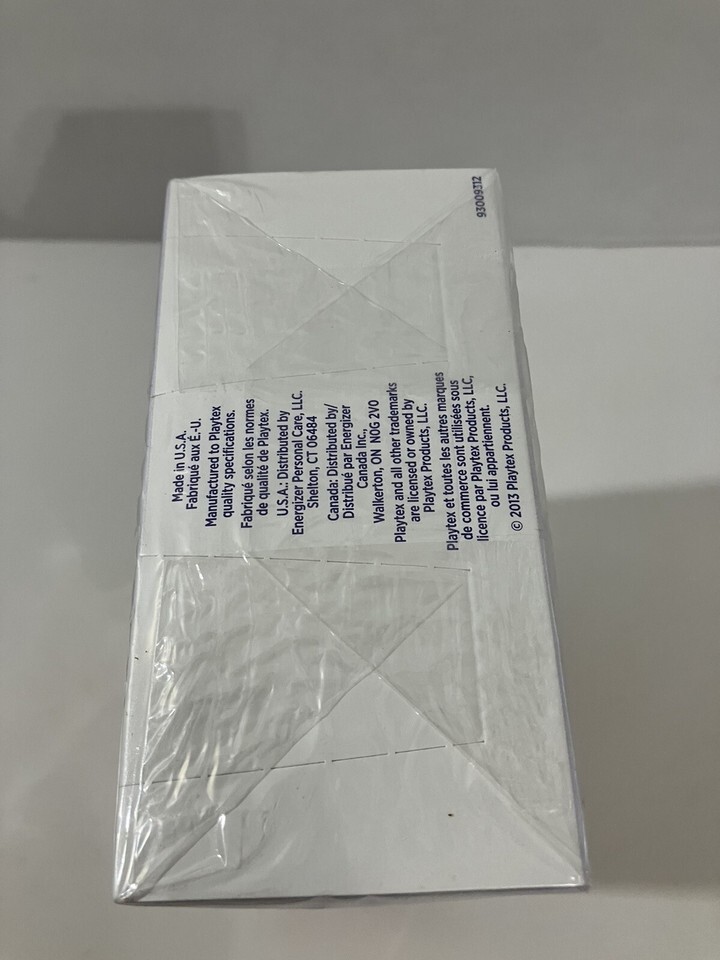 Made in U.S.A.
Fabriqué aux É.-U.
Manufactured to Playtex
quality specifications.
Fabriqué selon les normes
de qualité de Playtex.
U.S.A.: Distributed by
Energizer Personal Care, LLC.
Shelton, CT 06484
Canada: Distributed by/
Distribué par Energizer
Canada Inc.,
Walkerton, ON N0G 2V0
Playtex and all other trademarks
are licensed or owned by
Playtex Products, LLC.
Playtex et toutes les autres marques
de commerce sont utilisées sous
licence par Playtex Products, LLC,
ou lui appartiennent.
© 2013 Playtex Products, LLC.
93009312